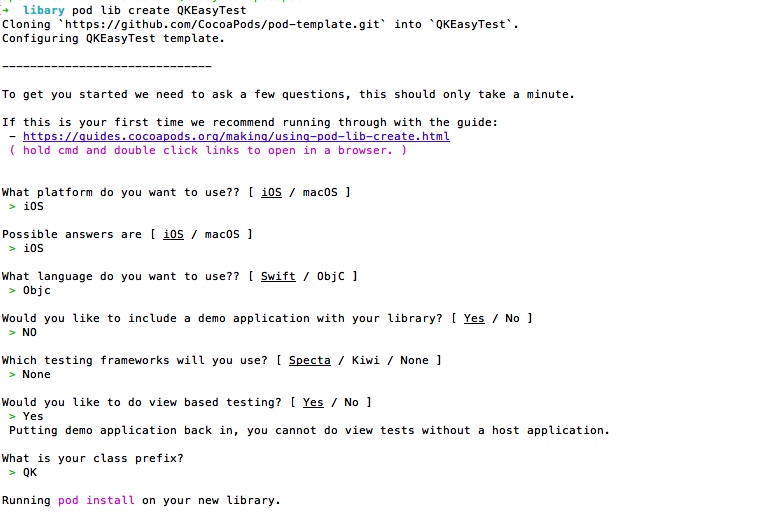 → libary pod lib create QKEasyTest
Cloning `https://github.com/CocoaPods/pod-template.git` into `QKEasyTest`.
Configuring QKEasyTest template.
------------------------------
To get you started we need to ask a few questions, this should only take a minute.
If this is your first time we recommend running through with the guide:
- https://guides.cocoapods.org/making/using-pod-lib-create.html
( hold cmd and double click links to open in a browser. )
What platform do you want to use?? [ iOS / macOS ]
> iOS
Possible answers are [ iOS / macOS ]
> iOS
What language do you want to use?? [ Swift / ObjC ]
> Objc
Would you like to include a demo application with your library? [ Yes / No ]
> NO
Which testing frameworks will you use? [ Specta / Kiwi / None ]
> None
Would you like to do view based testing? [ Yes / No ]
> Yes
Putting demo application back in, you cannot do view tests without a host application.
What is your class prefix?
> QK
Running pod install on your new library.